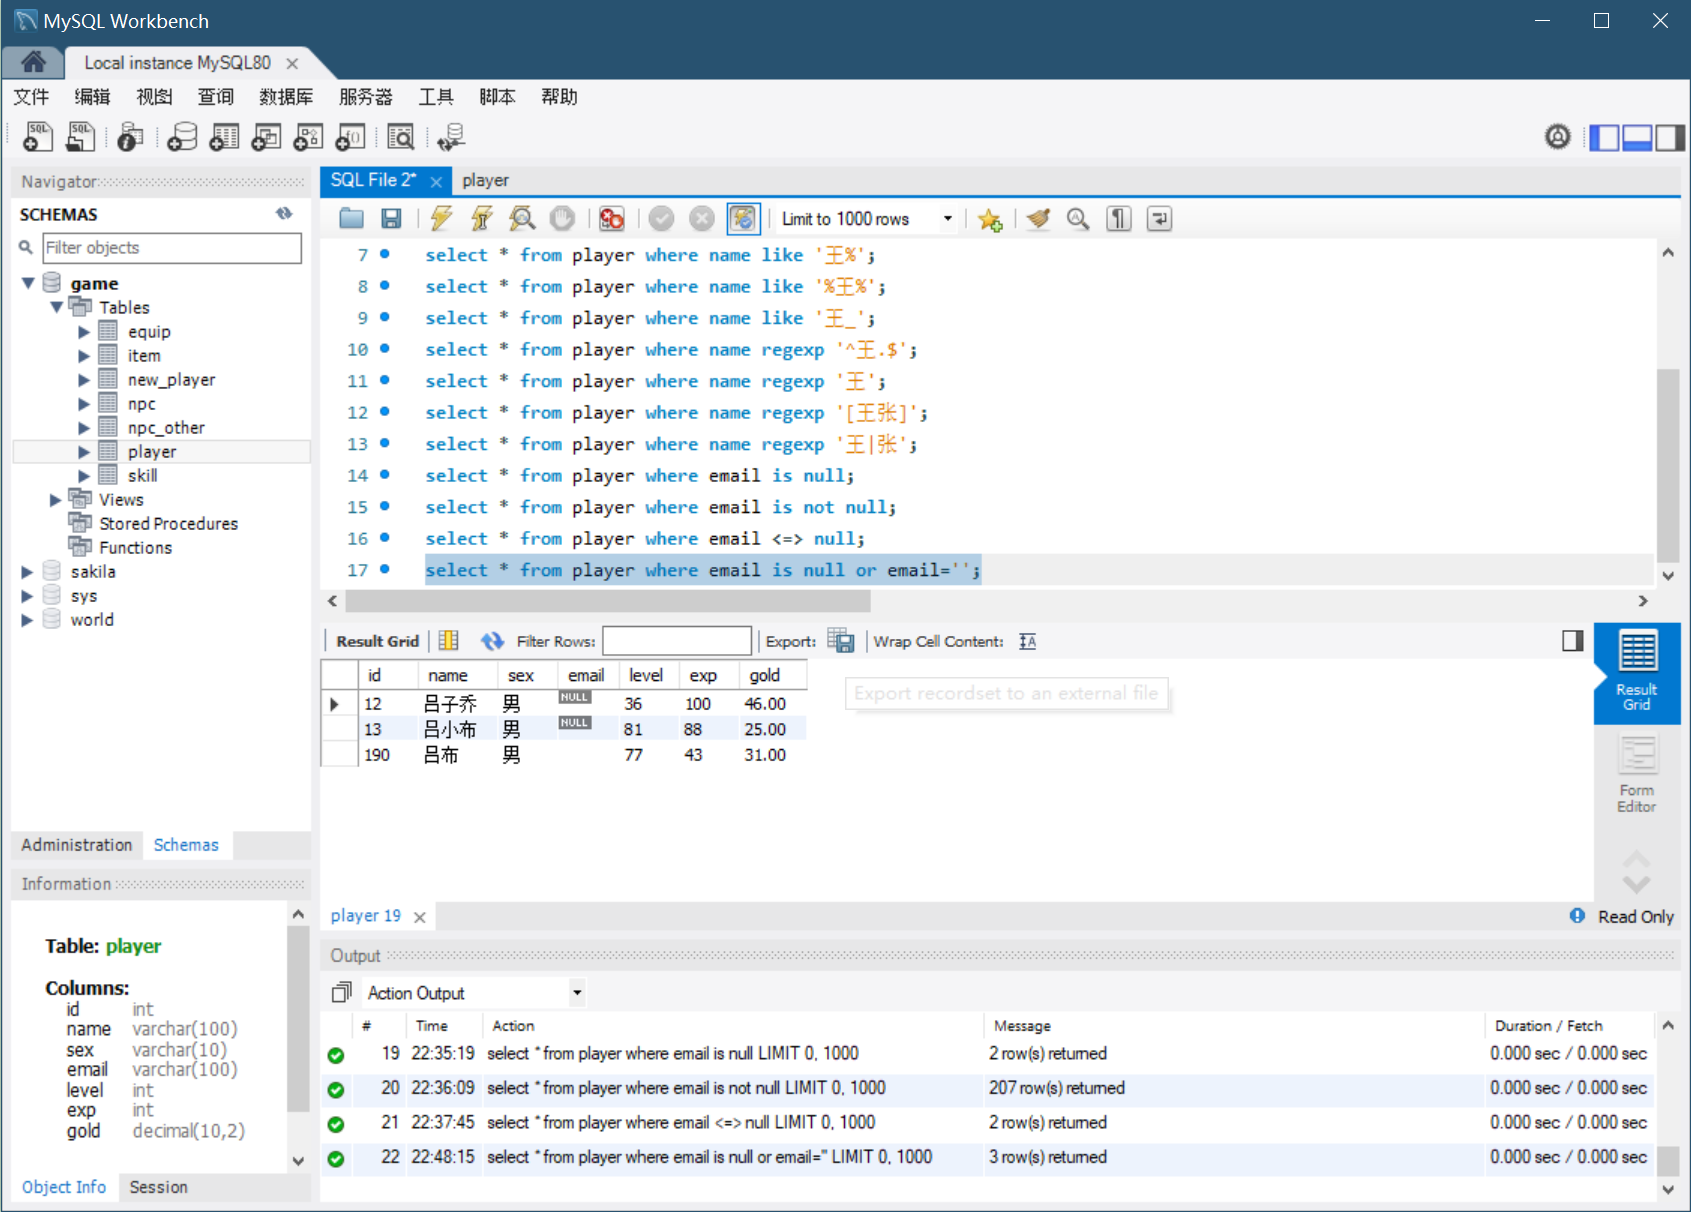 MySQL Workbench
Local instance MySQL80
文件 编辑 视图 查询 数据库 服务器 工具 脚本 帮助
Navigator
SCHEMAS
Filter objects
game
Tables
equip
item
new_player
npc
npc_other
player
skill
Views
Stored Procedures
Functions
sakila
sys
world
Administration Schemas
Information
Table: player
Columns:
id int
name varchar(100)
sex varchar(10)
email varchar(100)
level int
exp int
gold decimal(10,2)
Object Info Session
SQL File 2* player
Limit to 1000 rows
7 select * from player where name like '王%';
8 select * from player where name like '%王%';
9 select * from player where name like '王_';
10 select * from player where name regexp '^王.$';
11 select * from player where name regexp '王';
12 select * from player where name regexp '[王张]';
13 select * from player where name regexp '王|张';
14 select * from player where email is null;
15 select * from player where email is not null;
16 select * from player where email <=> null;
17 select * from player where email is null or email='';
Result Grid Filter Rows: Export: Wrap Cell Content:
id name sex email level exp gold
12 吕子乔 男 NULL 36 100 46.00
13 吕小布 男 NULL 81 88 25.00
190 吕布 男 77 43 31.00
Export recordset to an external file
Result
Grid
Form
Editor
player 19
Read Only
Output
Action Output
# Time Action Message Duration / Fetch
19 22:35:19 select * from player where email is null LIMIT 0, 1000 2 row(s) returned 0.000 sec / 0.000 sec
20 22:36:09 select * from player where email is not null LIMIT 0, 1000 207 row(s) returned 0.000 sec / 0.000 sec
21 22:37:45 select * from player where email <=> null LIMIT 0, 1000 2 row(s) returned 0.000 sec / 0.000 sec
22 22:48:15 select * from player where email is null or email='' LIMIT 0, 1000 3 row(s) returned 0.000 sec / 0.000 sec